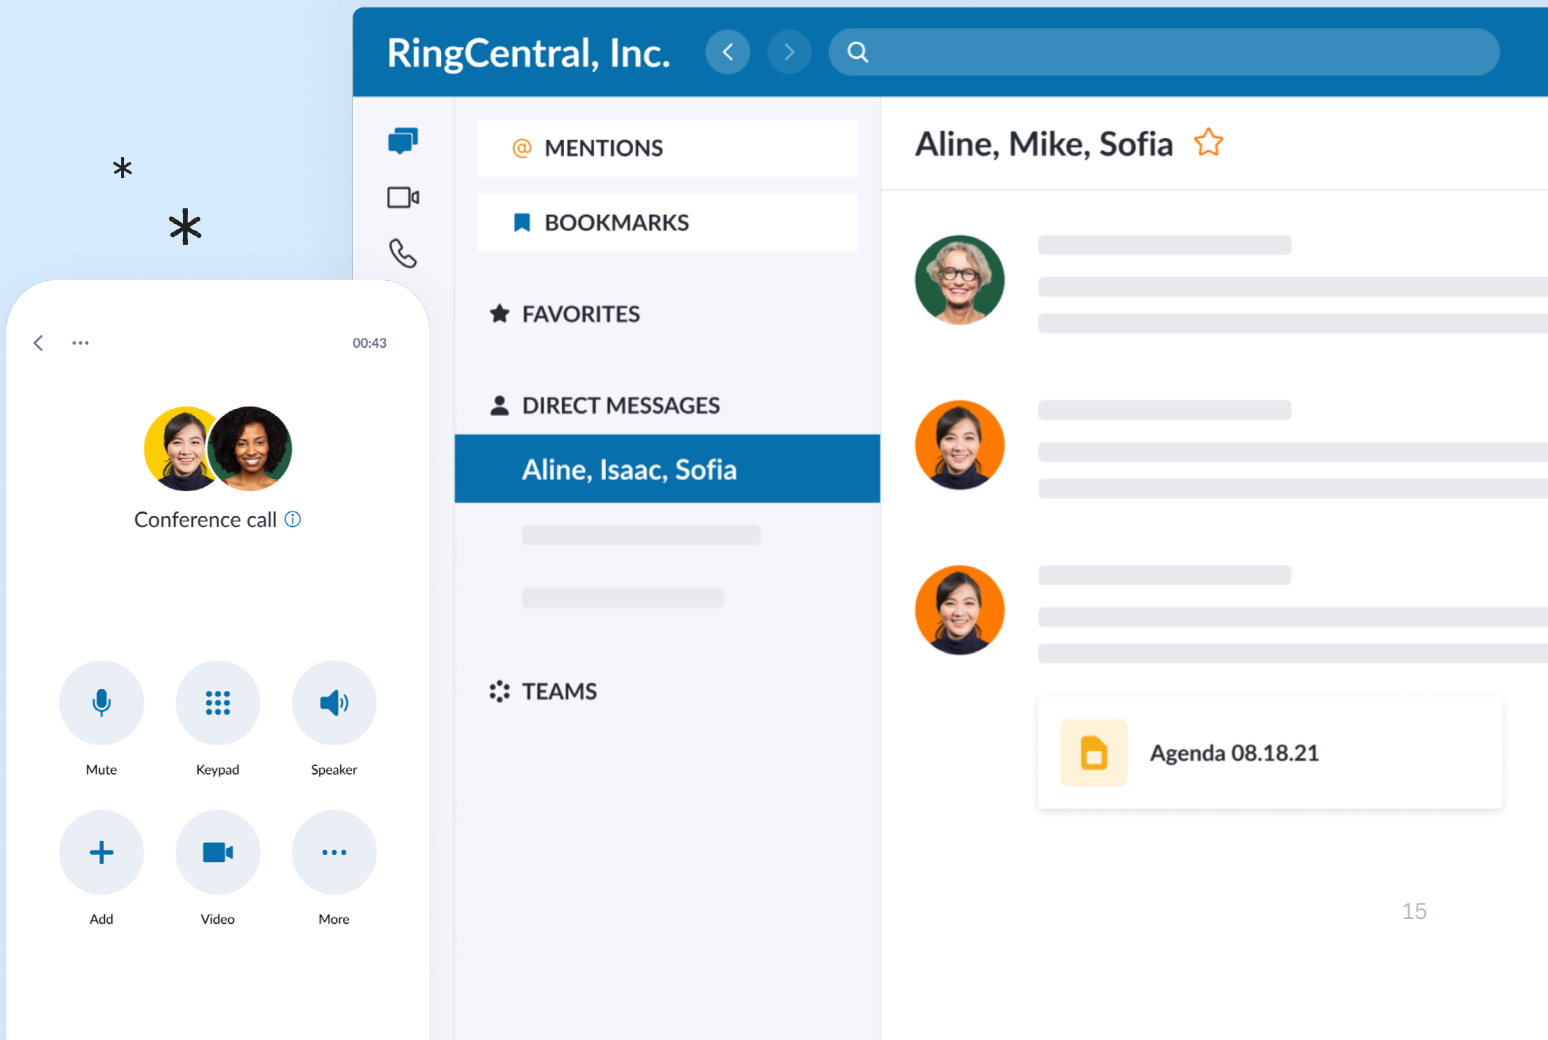 RingCentral, Inc.
@ MENTIONS
BOOKMARKS
FAVORITES
DIRECT MESSAGES
Aline, Isaac, Sofia
TEAMS
Aline, Mike, Sofia
Agenda 08.18.21
15
* 
*
00:43
Conference call
Mute
Keypad
Speaker
Add
Video
More